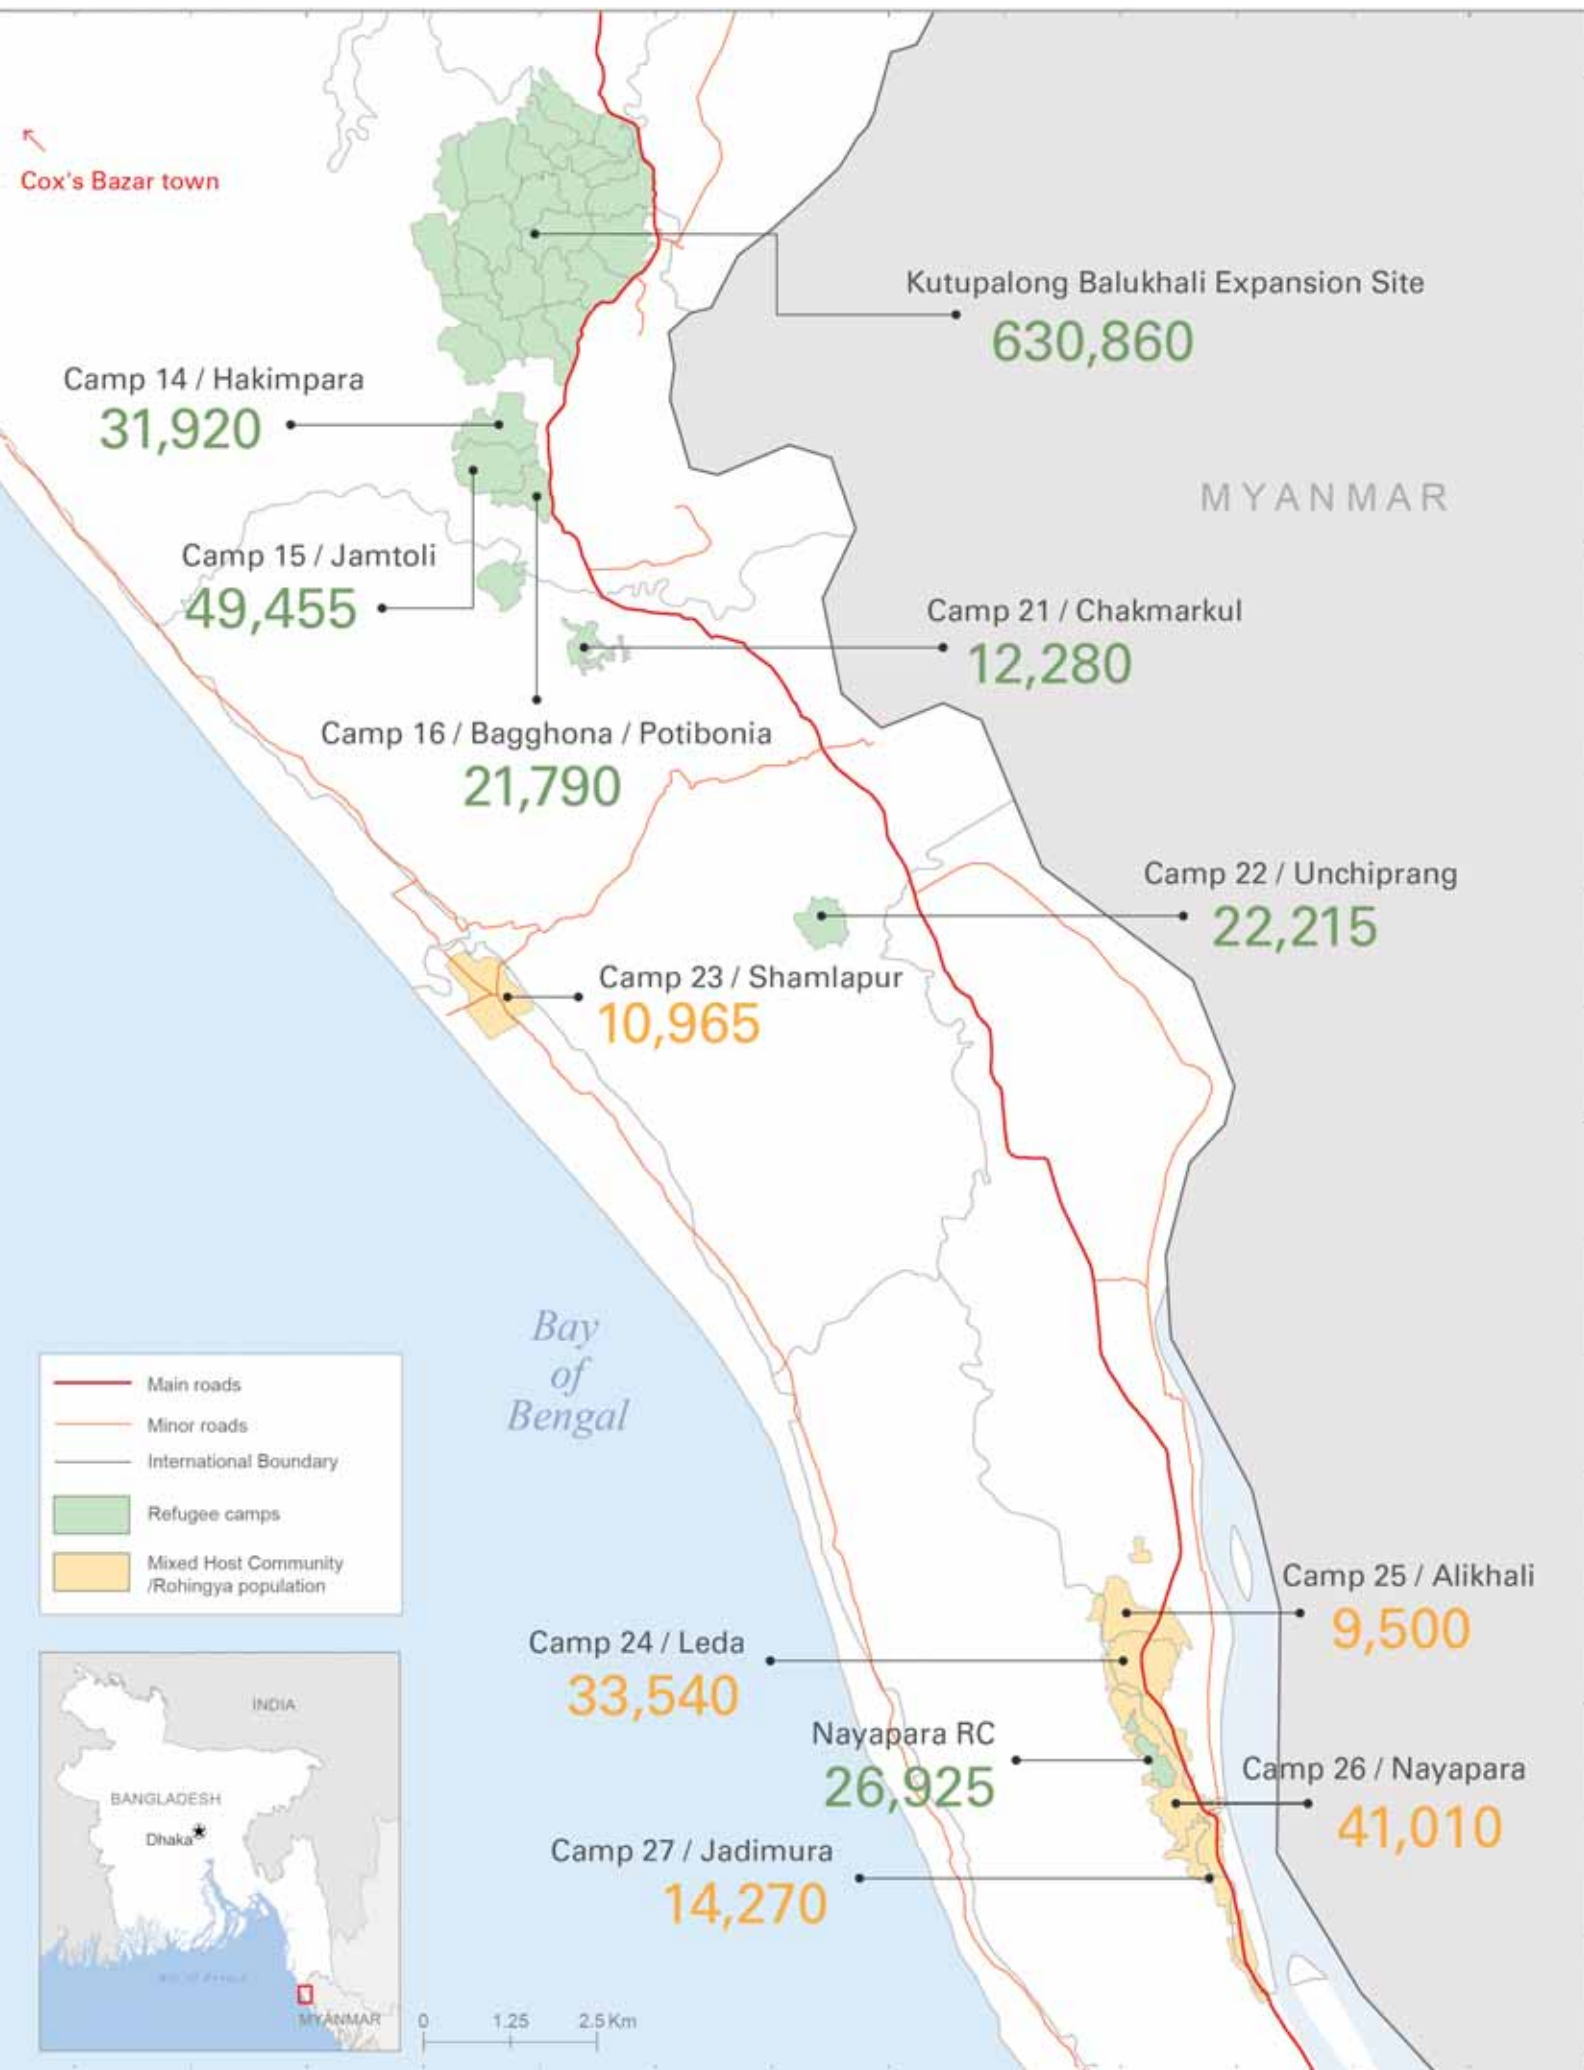 Cox's Bazar town
Kutupalong Balukhali Expansion Site
630,860
Camp 14 / Hakimpara
31,920
MYANMAR
Camp 15 / Jamtoli
49,455
Camp 21 / Chakmarkul
12,280
Camp 16 / Bagghona / Potibonia
21,790
Camp 22 / Unchiprang
22,215
Camp 23 / Shamlapur
10,965
Bay
of
Bengal
Main roads
Minor roads
International Boundary
Refugee camps
Mixed Host Community
/Rohingya population
Camp 25 / Alikhali
9,500
Camp 24 / Leda
33,540
Nayapara RC
26,925
Camp 26 / Nayapara
41,010
Camp 27 / Jadimura
14,270
INDIA
BANGLADESH
Dhaka
MYANMAR
0 1.25 2.5 Km